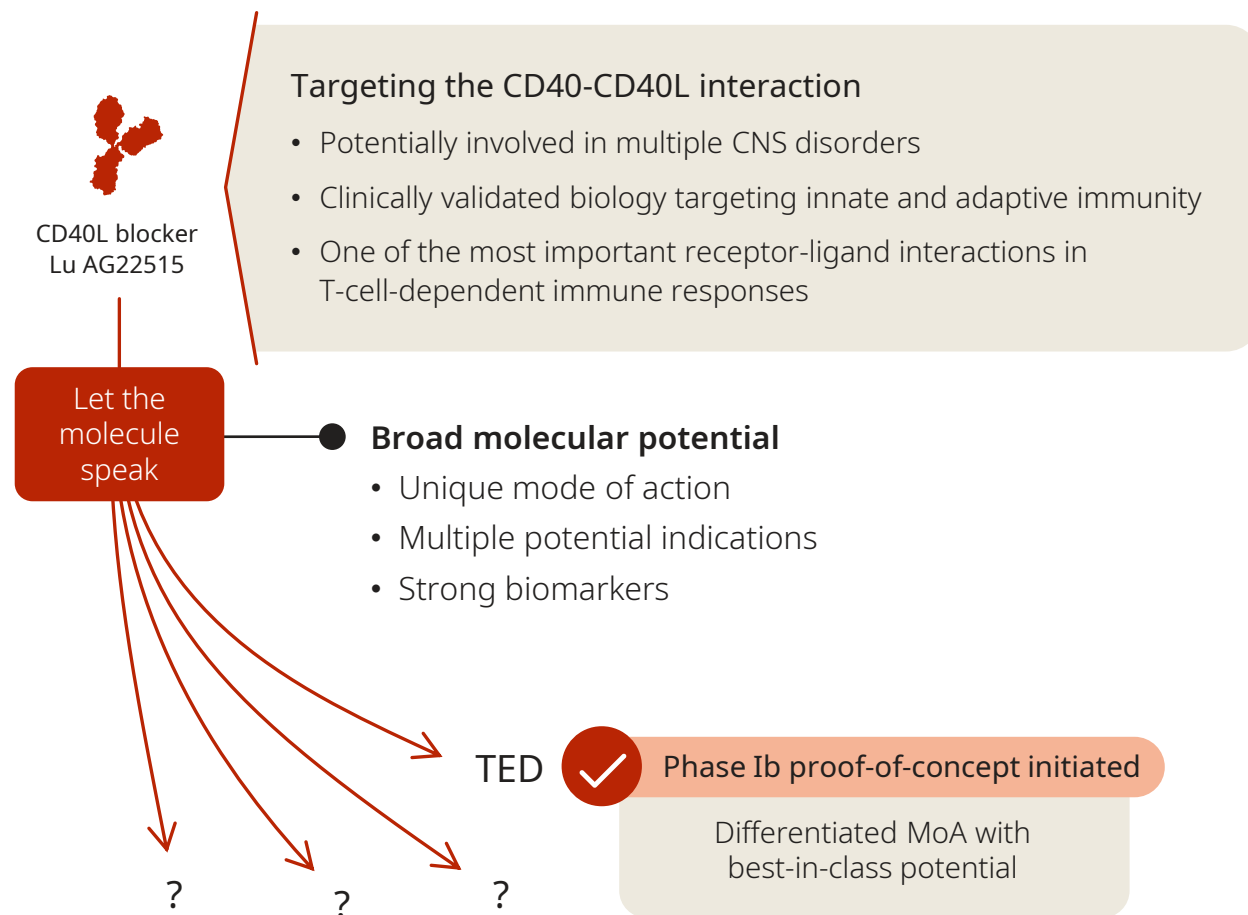 Targeting the CD40-CD40L interaction
• Potentially involved in multiple CNS disorders
• Clinically validated biology targeting innate and adaptive immunity
• One of the most important receptor-ligand interactions in
T-cell-dependent immune responses
CD40L blocker
Lu AG22515
Let the
molecule
speak
Broad molecular potential
• Unique mode of action
• Multiple potential indications
• Strong biomarkers
TED
Phase Ib proof-of-concept initiated
Differentiated MoA with
best-in-class potential
?
?
?